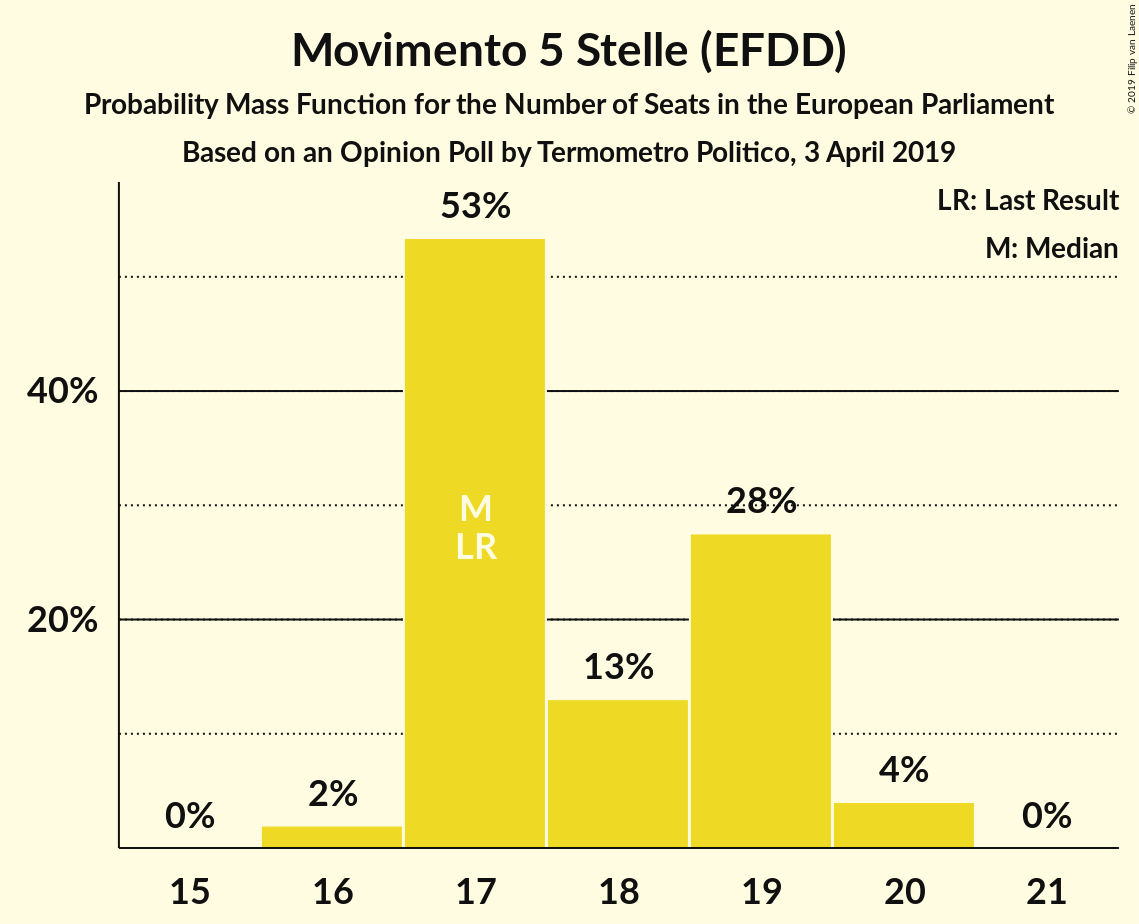 Movimento 5 Stelle (EFDD)
Probability Mass Function for the Number of Seats in the European Parliament
Based on an Opinion Poll by Termometro Politico, 3 April 2019
© 2019 Filip van Laenen
LR: Last Result
M: Median
53%
40%
28%
M
LR
20%
13%
4%
2%
0%
0%
15 16 17 18 19 20 21